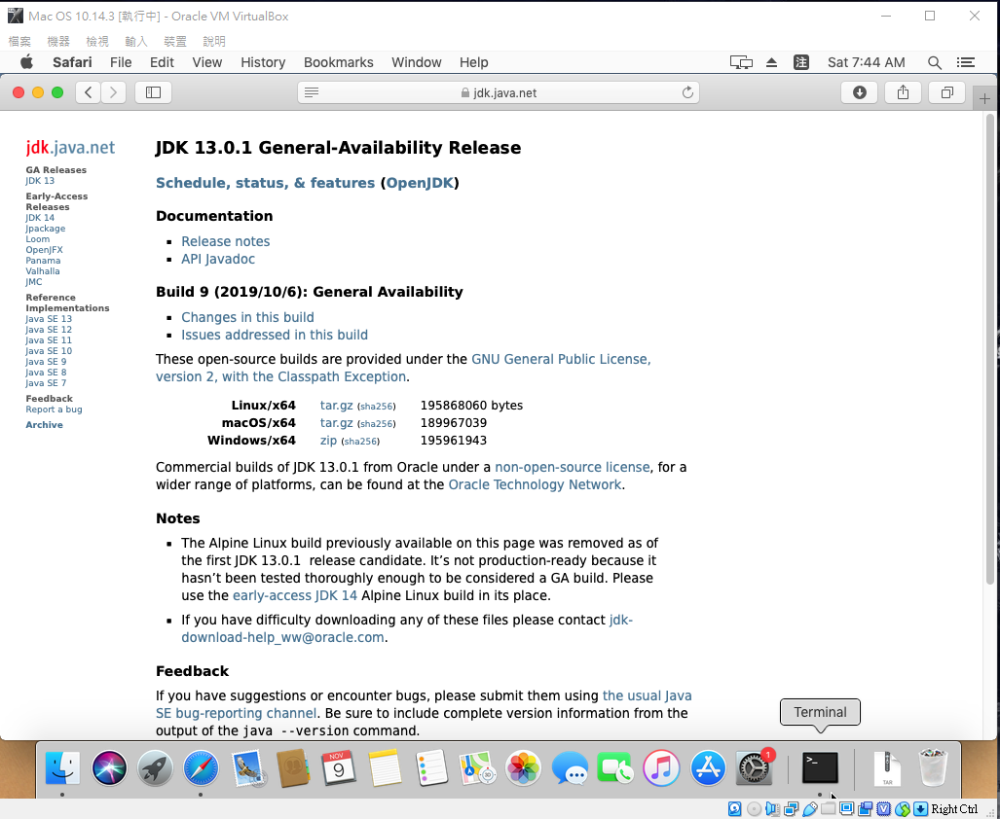 Mac OS 10.14.3 [執行中] - Oracle VM VirtualBox
檔案 機器 檢視 輸入 裝置 說明
Safari File Edit View History Bookmarks Window Help 注 Sat 7:44 AM
jdk.java.net
jdk.java.net
GA Releases
JDK 13
Early-Access
Releases
JDK 14
Jpackage
Loom
OpenJFX
Panama
Valhalla
JMC
Reference
Implementations
Java SE 13
Java SE 12
Java SE 11
Java SE 10
Java SE 9
Java SE 8
Java SE 7
Feedback
Report a bug
Archive
JDK 13.0.1 General-Availability Release
Schedule, status, & features (OpenJDK)
Documentation
▪ Release notes
▪ API Javadoc
Build 9 (2019/10/6): General Availability
▪ Changes in this build
▪ Issues addressed in this build
These open-source builds are provided under the GNU General Public License,
version 2, with the Classpath Exception.
Linux/x64 tar.gz (sha256) 195868060 bytes
macOS/x64 tar.gz (sha256) 189967039
Windows/x64 zip (sha256) 195961943
Commercial builds of JDK 13.0.1 from Oracle under a non-open-source license, for a
wider range of platforms, can be found at the Oracle Technology Network.
Notes
▪ The Alpine Linux build previously available on this page was removed as of
the first JDK 13.0.1 release candidate. It’s not production-ready because it
hasn’t been tested thoroughly enough to be considered a GA build. Please
use the early-access JDK 14 Alpine Linux build in its place.
▪ If you have difficulty downloading any of these files please contact jdk-
download-help_ww@oracle.com.
Feedback
If you have suggestions or encounter bugs, please submit them using the usual Java
SE bug-reporting channel. Be sure to include complete version information from the
output of the java --version command.
Terminal
NOV
9
1
>_
TAR
Right Ctrl